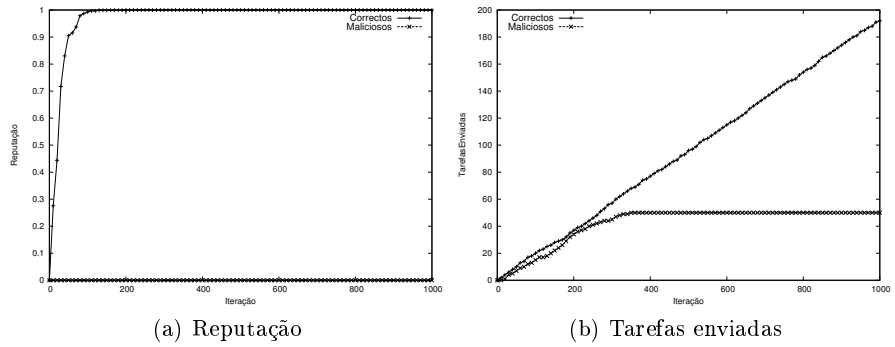 Correctos
Maliciosos
1
0.9
0.8
0.7
0.6
0.5
0.4
0.3
0.2
0.1
0
Reputação
0 200 400 600 800 1000
Iteração
(a) Reputação
Correctos
Maliciosos
200
180
160
140
120
100
80
60
40
20
0
Tarefas Enviadas
0 200 400 600 800 1000
Iteração
(b) Tarefas enviadas